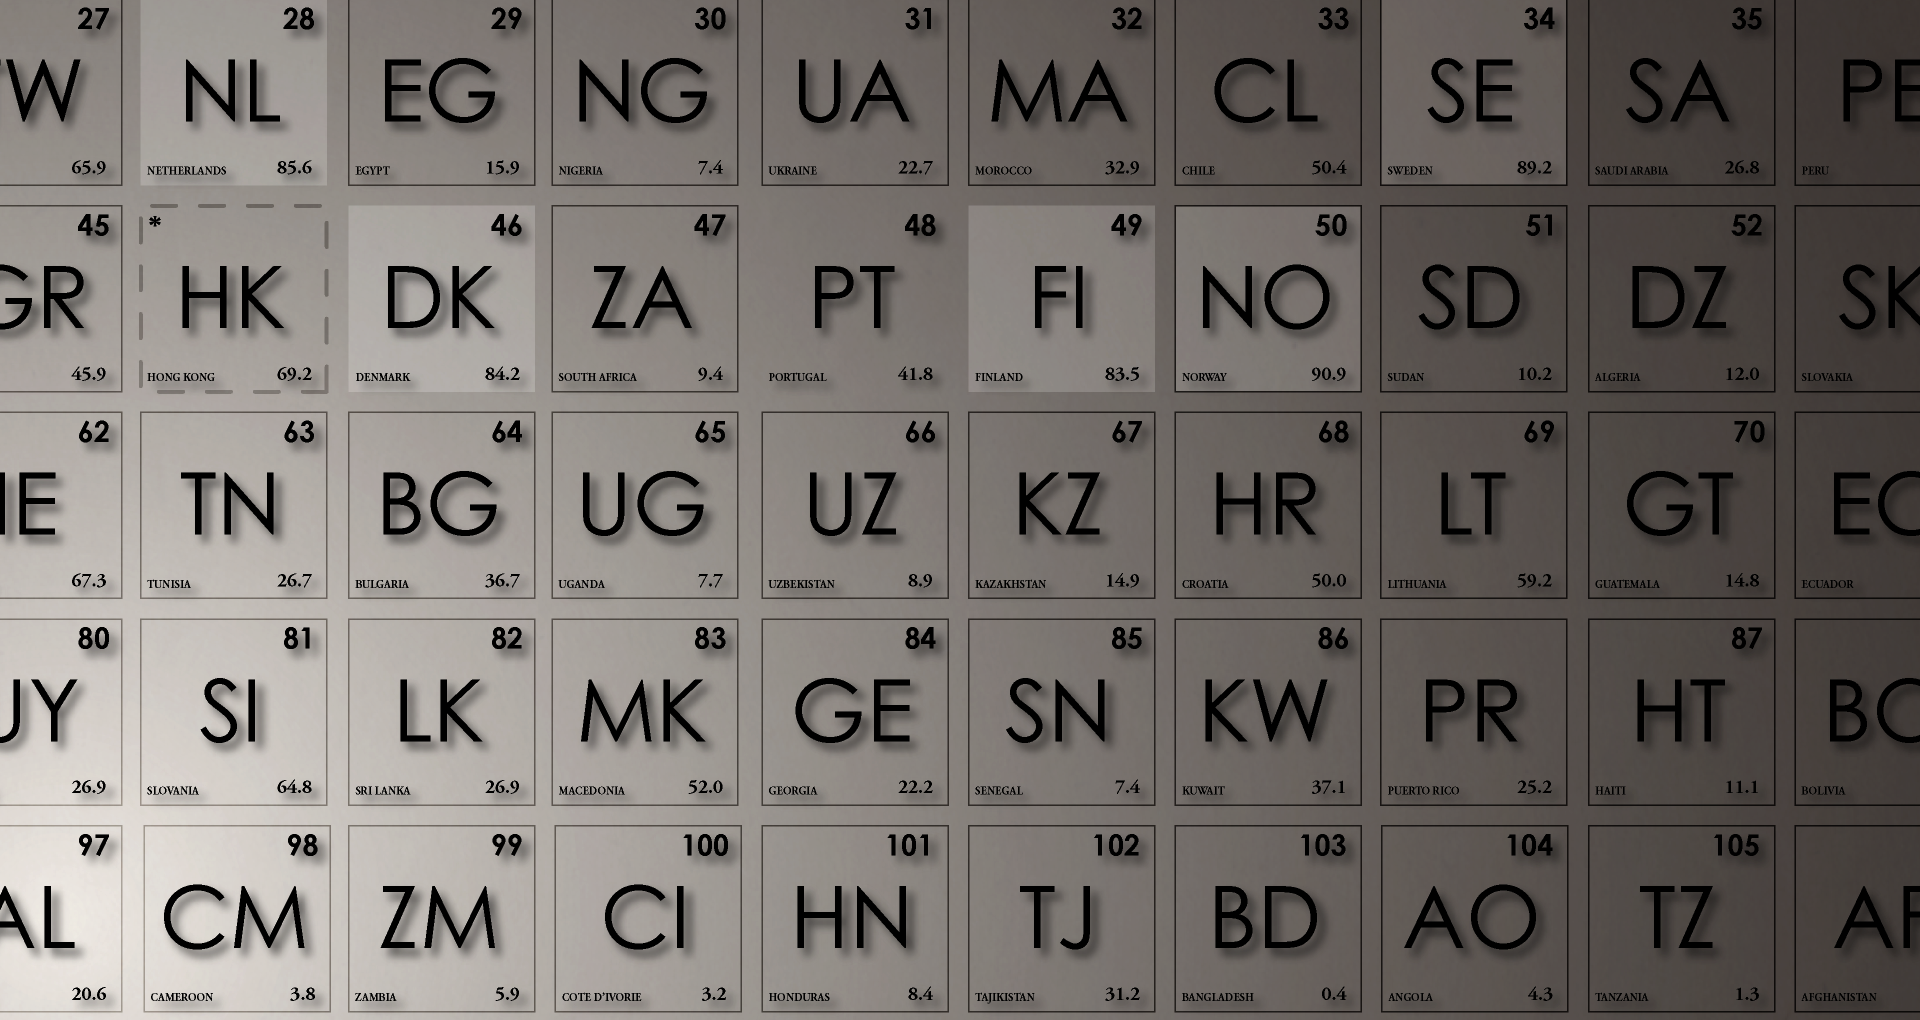 27 28 29 30 31 32 33 34 35
W NL EG NG UA MA CL SE SA PE
65.9 NETHERLANDS 85.6 EGYPT 15.9 NIGERIA 7.4 UKRAINE 22.7 MOROCCO 32.9 CHILE 50.4 SWEDEN 89.2 SAUDI ARABIA 26.8 PERU
45 * 46 47 48 49 50 51 52
GR HK DK ZA PT FI NO SD DZ SK
45.9 HONG KONG 69.2 DENMARK 84.2 SOUTH AFRICA 9.4 PORTUGAL 41.8 FINLAND 83.5 NORWAY 90.9 SUDAN 10.2 ALGERIA 12.0 SLOVAKIA
62 63 64 65 66 67 68 69 70
IE TN BG UG UZ KZ HR LT GT EC
67.3 TUNISIA 26.7 BULGARIA 36.7 UGANDA 7.7 UZBEKISTAN 8.9 KAZAKHSTAN 14.9 CROATIA 50.0 LITHUANIA 59.2 GUATEMALA 14.8 ECUADOR
80 81 82 83 84 85 86 87
UY SI LK MK GE SN KW PR HT BO
26.9 SLOVANIA 64.8 SRI LANKA 26.9 MACEDONIA 52.0 GEORGIA 22.2 SENEGAL 7.4 KUWAIT 37.1 PUERTO RICO 25.2 HAITI 11.1 BOLIVIA
97 98 99 100 101 102 103 104 105
AL CM ZM CI HN TJ BD AO TZ AF
20.6 CAMEROON 3.8 ZAMBIA 5.9 COTE D'IVORIE 3.2 HONDURAS 8.4 TAJIKISTAN 31.2 BANGLADESH 0.4 ANGOLA 4.3 TANZANIA 1.3 AFGHANISTAN